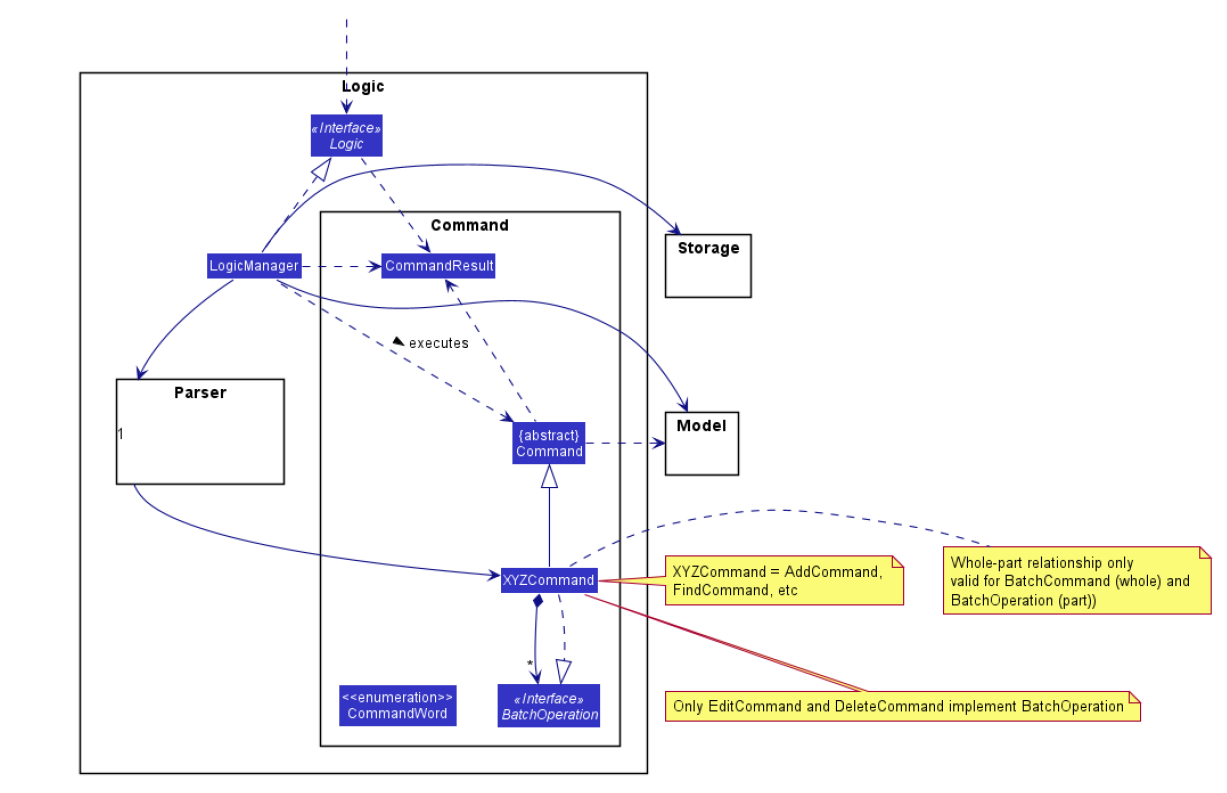 Logic
«Interface»
Logic
Command
Storage
LogicManager
CommandResult
executes
Parser
1
{abstract}
Command
Model
XYZCommand
XYZCommand = AddCommand,
FindCommand, etc
Whole-part relationship only
valid for BatchCommand (whole) and
BatchOperation (part))
*
<<enumeration>>
CommandWord
«Interface»
BatchOperation
Only EditCommand and DeleteCommand implement BatchOperation